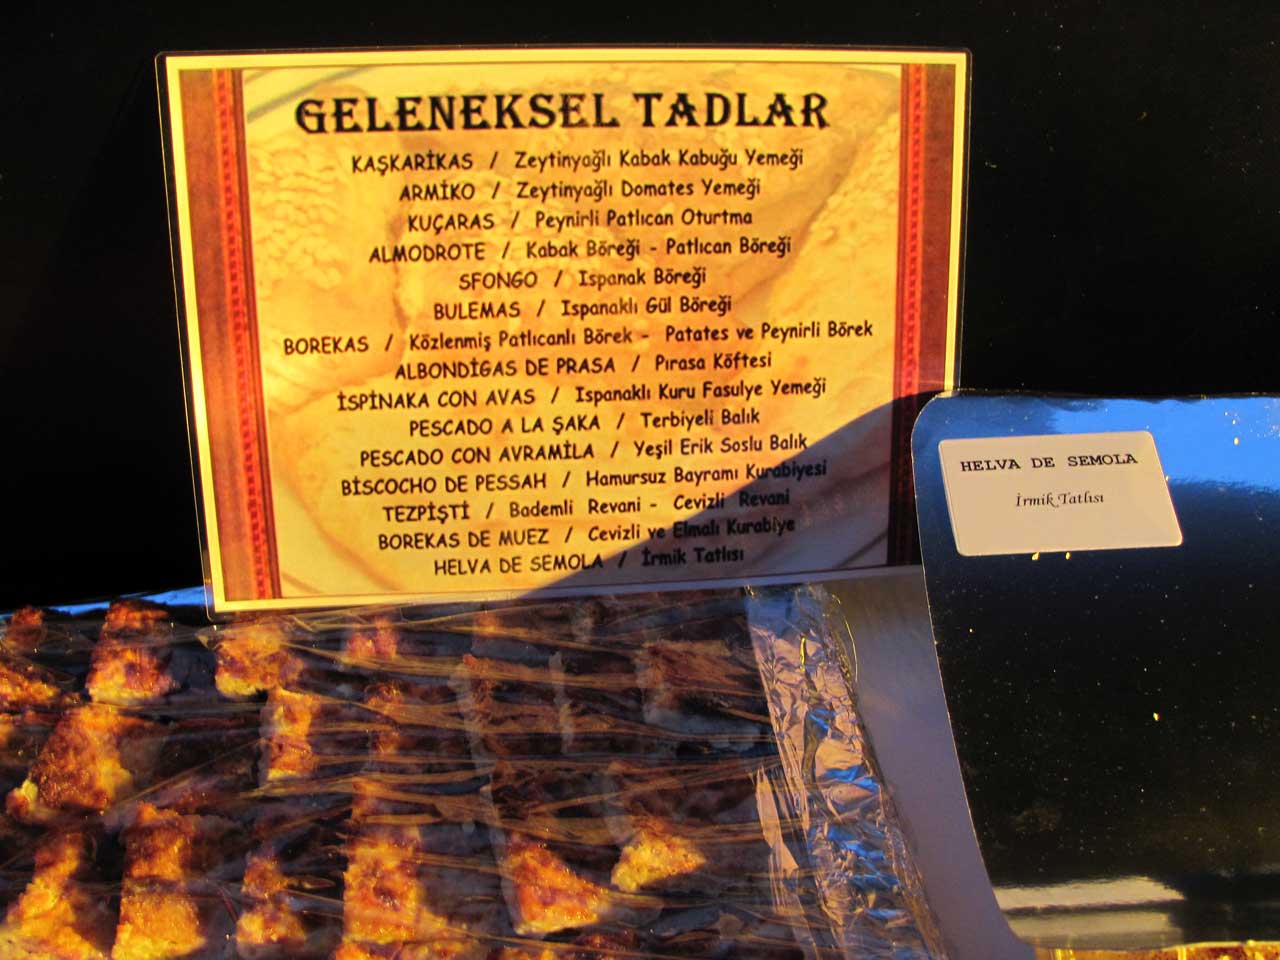 GELENEKSEL TADLAR
KAŞKARİKAS / Zeytinyağlı Kabak Kabuğu Yemeği
ARMİKO / Zeytinyağlı Domates Yemeği
KUÇARAS / Peynirli Patlıcan Oturtma
ALMODROTE / Kabak Böreği - Patlıcan Böreği
SFONGO / Ispanak Böreği
BULEMAS / Ispanaklı Gül Böreği
BOREKAS / Közlenmiş Patlıcanlı Börek - Patates ve Peynirli Börek
ALBONDİGAS DE PRASA / Pırasa Köftesi
İSPİNAKA CON AVAS / Ispanaklı Kuru Fasulye Yemeği
PESCADO A LA ŞAKA / Terbiyeli Balık
PESCADO CON AVRAMİLA / Yeşil Erik Soslu Balık
BİSCOCHO DE PESSAH / Hamursuz Bayramı Kurabiyesi
TEZPİŞTİ / Bademli Revani - Cevizli Revani
BOREKAS DE MUEZ / Cevizli ve Elmalı Kurabiye
HELVA DE SEMOLA / İrmik Tatlısı
HELVA DE SEMOLA
İrmik Tatlısı